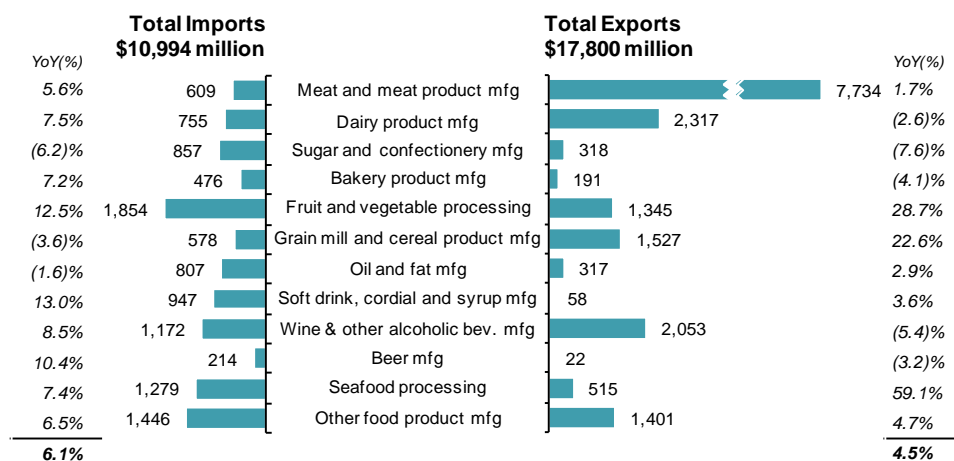 Total Imports
$10,994 million
Total Exports
$17,800 million
YoY(%) YoY(%)
5.6% 609 Meat and meat product mfg 7,734 1.7%
7.5% 755 Dairy product mfg 2,317 (2.6)%
(6.2)% 857 Sugar and confectionery mfg 318 (7.6)%
7.2% 476 Bakery product mfg 191 (4.1)%
12.5% 1,854 Fruit and vegetable processing 1,345 28.7%
(3.6)% 578 Grain mill and cereal product mfg 1,527 22.6%
(1.6)% 807 Oil and fat mfg 317 2.9%
13.0% 947 Soft drink, cordial and syrup mfg 58 3.6%
8.5% 1,172 Wine & other alcoholic bev. mfg 2,053 (5.4)%
10.4% 214 Beer mfg 22 (3.2)%
7.4% 1,279 Seafood processing 515 59.1%
6.5% 1,446 Other food product mfg 1,401 4.7%
6.1% 4.5%